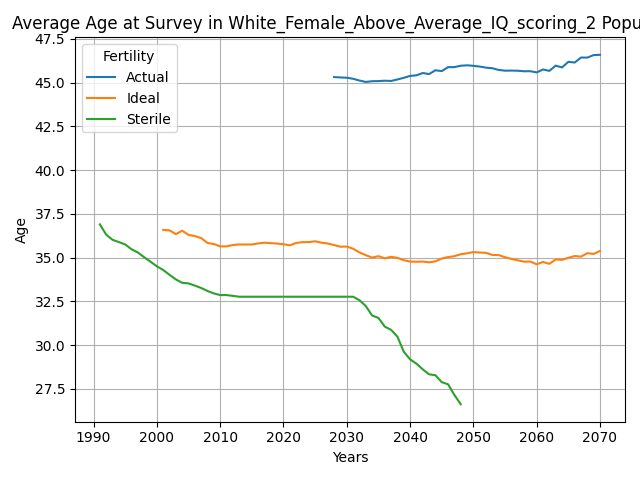 Average Age at Survey in White_Female_Above_Average_IQ_scoring_2 Popu
47.5
45.0
42.5
40.0
37.5
35.0
32.5
30.0
27.5
Age
Fertility
Actual
Ideal
Sterile
1990 2000 2010 2020 2030 2040 2050 2060 2070
Years